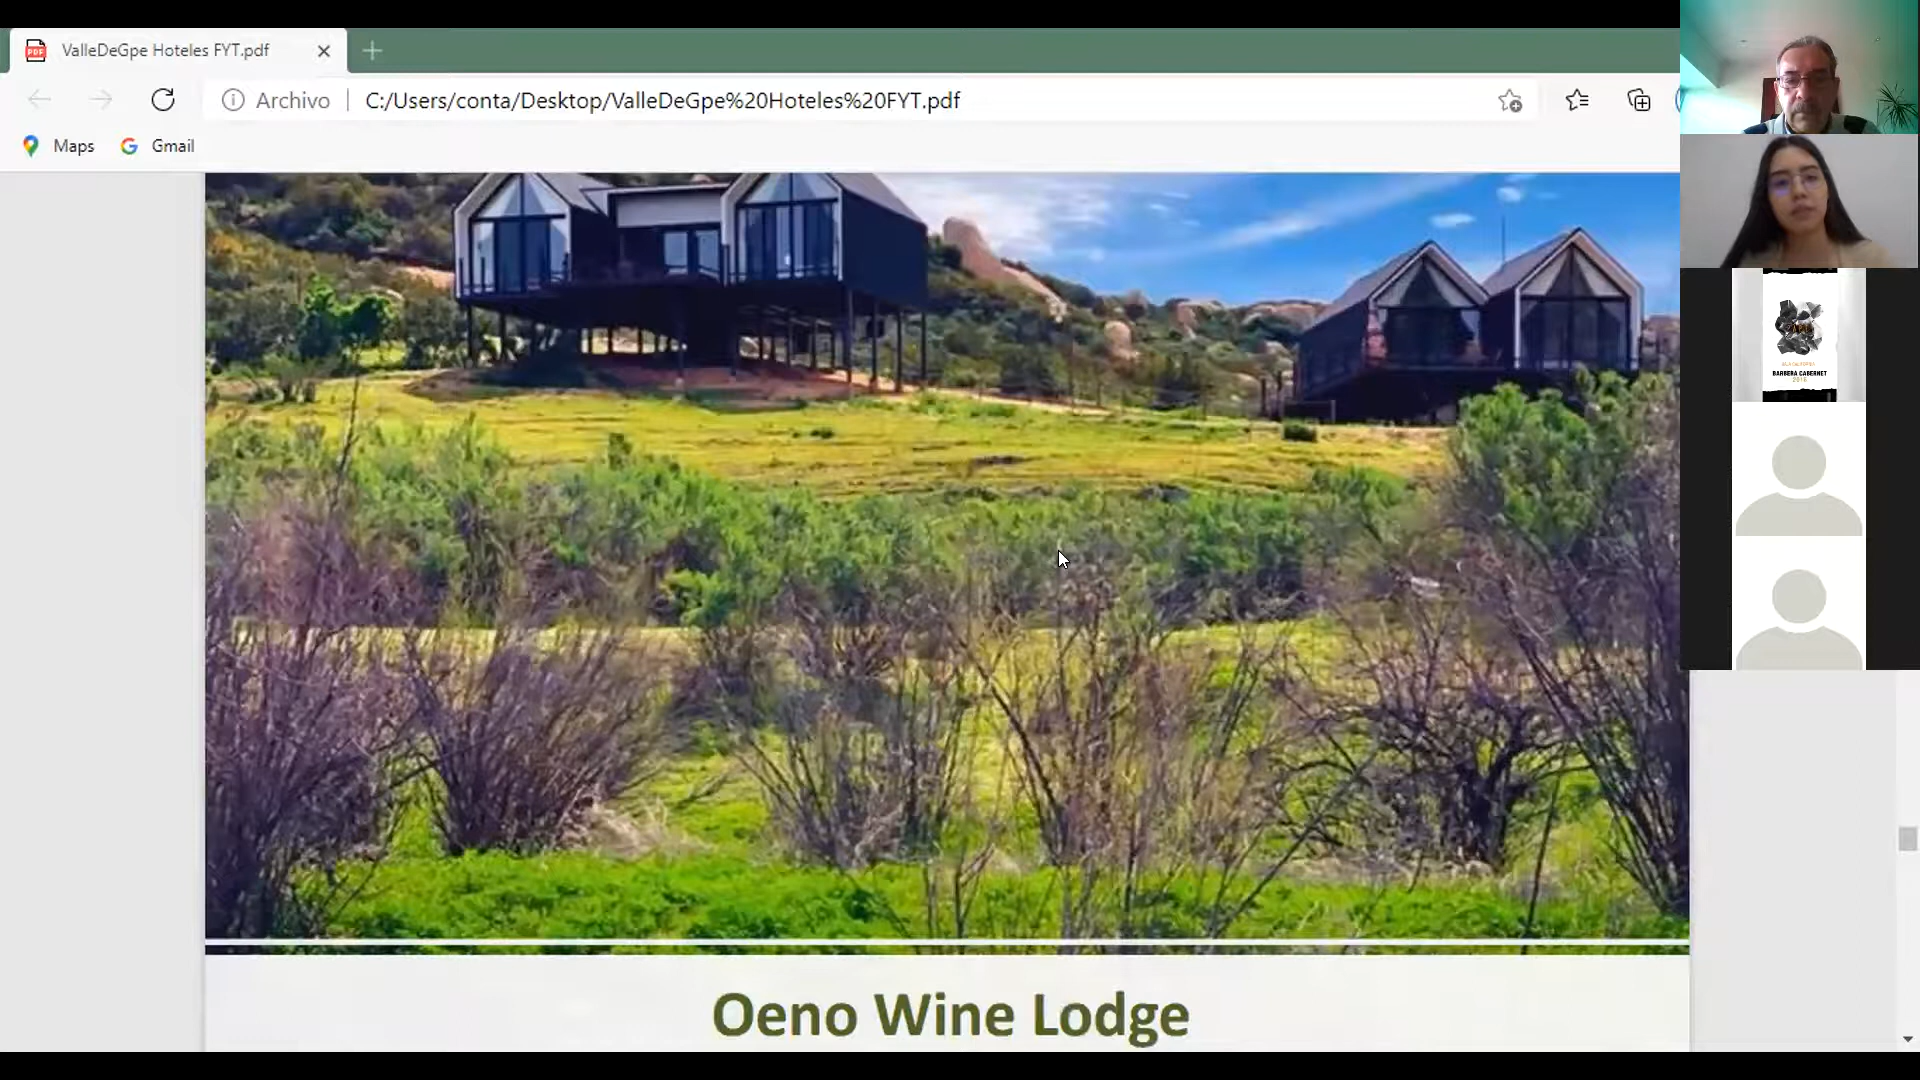 ValleDeGpe Hoteles FYT.pdf
Archivo
C:/Users/conta/Desktop/ValleDeGpe%20Hoteles%20FYT.pdf
Maps
Gmail
BARBERA CABERNET
Oeno Wine Lodge